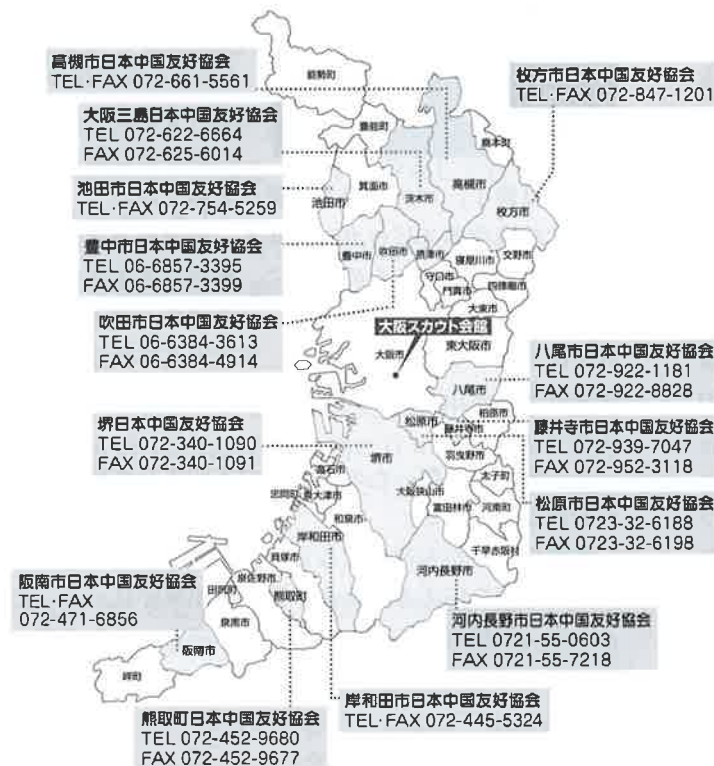 高槻市日本中国友好協会
TEL・FAX 072-661-5561
大阪三島日本中国友好協会
TEL 072-622-6664
FAX 072-625-6014
池田市日本中国友好協会
TEL・FAX 072-754-5259
豊中市日本中国友好協会
TEL 06-6857-3395
FAX 06-6857-3399
吹田市日本中国友好協会
TEL 06-6384-3613
FAX 06-6384-4914
堺日本中国友好協会
TEL 072-340-1090
FAX 072-340-1091
阪南市日本中国友好協会
TEL・FAX
072-471-6856
熊取町日本中国友好協会
TEL 072-452-9680
FAX 072-452-9677
岸和田市日本中国友好協会
TEL・FAX 072-445-5324
河内長野市日本中国友好協会
TEL 0721-55-0603
FAX 0721-55-7218
松原市日本中国友好協会
TEL 0723-32-6188
FAX 0723-32-6198
藤井寺市日本中国友好協会
TEL 072-939-7047
FAX 072-952-3118
八尾市日本中国友好協会
TEL 072-922-1181
FAX 072-922-8828
枚方市日本中国友好協会
TEL・FAX 072-847-1201
能勢町
豊能町
島本町
池田市
箕面市
茨木市
高槻市
枚方市
豊中市
吹田市
摂津市
寝屋川市
交野市
守口市
門真市
四條畷市
大東市
大阪スカウト会館
大阪市
東大阪市
八尾市
松原市
藤井寺市
柏原市
堺市
羽曳野市
高石市
太子町
忠岡町
泉大津市
大阪狭山市
富田林市
河南町
和泉市
岸和田市
千早赤阪村
貝塚市
河内長野市
泉佐野市
田尻町
熊取町
泉南市
阪南市
岬町